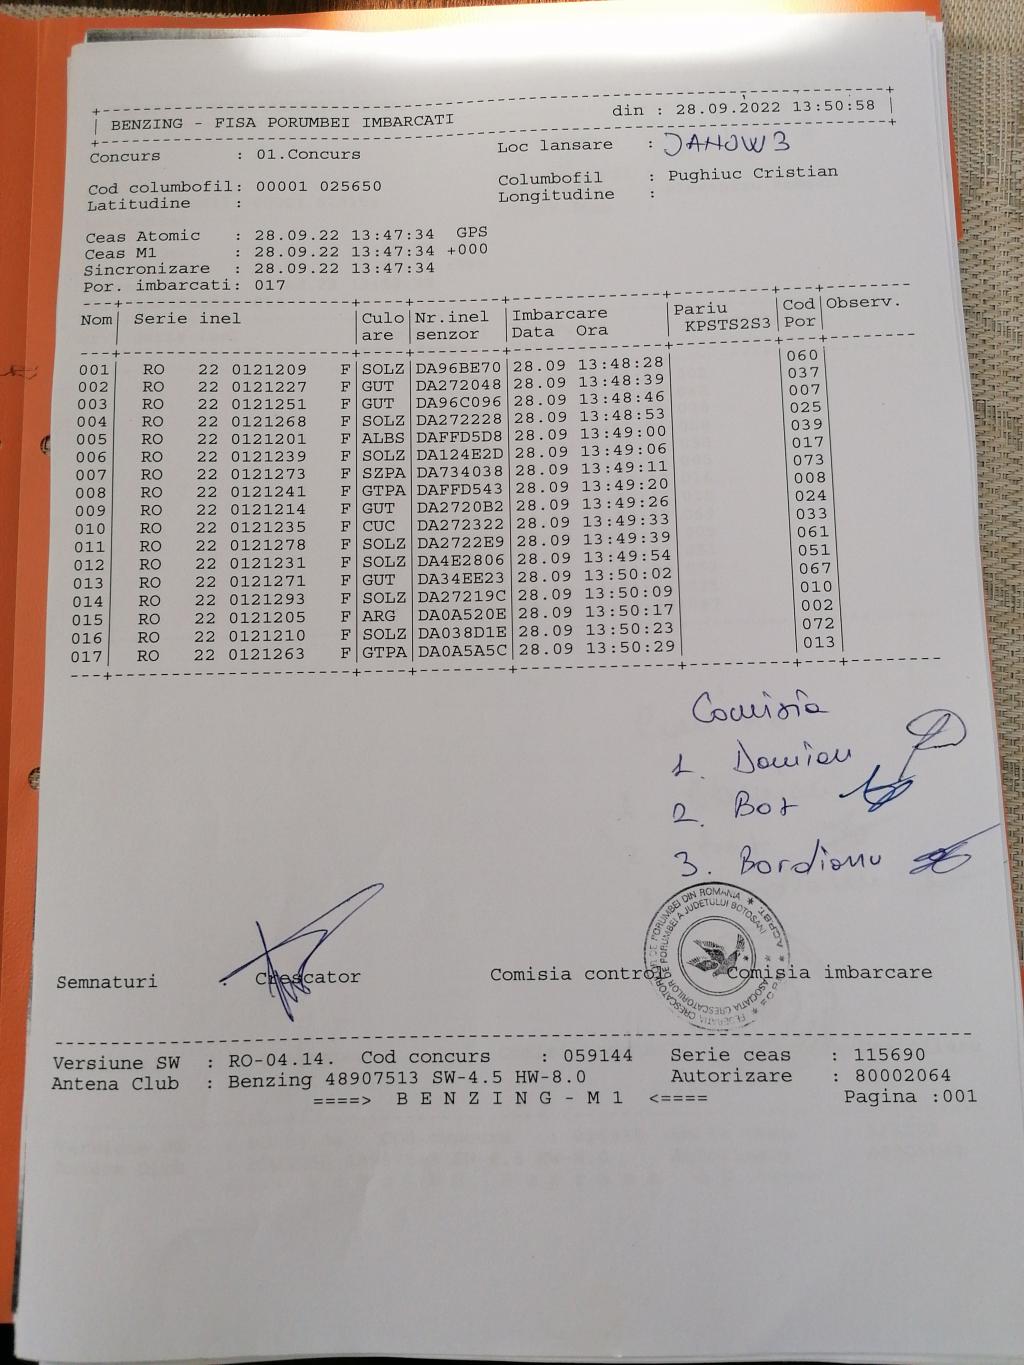 BENZING - FISA PORUMBEI IMBARCATI din : 28.09.2022 13:50:58
Concurs : 01.Concurs Loc lansare : JANOW 3
Cod columbofil: 00001 025650 Columbofil : Pughiuc Cristian
Latitudine : Longitudine :
Ceas Atomic : 28.09.22 13:47:34 GPS
Ceas M1 : 28.09.22 13:47:34 +000
Sincronizare : 28.09.22 13:47:34
Por. imbarcati: 017
Nom Serie inel Culo Nr.inel Imbarcare Pariu Cod Observ.
are senzor Data Ora KPSTS2S3 Por
001 RO 22 0121209 F SOLZ DA96BE70 28.09 13:48:28 060
002 RO 22 0121227 F GUT DA272048 28.09 13:48:39 037
003 RO 22 0121251 F GUT DA96C096 28.09 13:48:46 007
004 RO 22 0121268 F SOLZ DA272228 28.09 13:48:53 025
005 RO 22 0121201 F ALBS DAFFD5D8 28.09 13:49:00 039
006 RO 22 0121239 F SOLZ DA124E2D 28.09 13:49:06 017
007 RO 22 0121273 F SZPA DA734038 28.09 13:49:11 073
008 RO 22 0121241 F GTPA DAFFD543 28.09 13:49:20 008
009 RO 22 0121214 F GUT DA2720B2 28.09 13:49:26 024
010 RO 22 0121235 F CUC DA272322 28.09 13:49:33 033
011 RO 22 0121278 F SOLZ DA2722E9 28.09 13:49:39 061
012 RO 22 0121231 F SOLZ DA4E2806 28.09 13:49:54 051
013 RO 22 0121271 F GUT DA34EE23 28.09 13:50:02 067
014 RO 22 0121293 F SOLZ DA27219C 28.09 13:50:09 010
015 RO 22 0121205 F ARG DA0A520E 28.09 13:50:17 002
016 RO 22 0121210 F SOLZ DA038D1E 28.09 13:50:23 072
017 RO 22 0121263 F GTPA DA0A5A5C 28.09 13:50:29 013
Comisia
1. Damian
2. Bot
3. Bordianu
FEDERATIA CRESCATORILOR DE PORUMBEI DIN ROMANIA
ASOCIATIA CRESCATORILOR DE PORUMBEI A JUDETULUI BOTOSANI
Semnaturi Crescator Comisia control Comisia imbarcare
Versiune SW : RO-04.14. Cod concurs : 059144 Serie ceas : 115690
Antena Club : Benzing 48907513 SW-4.5 HW-8.0 Autorizare : 80002064
====> B E N Z I N G - M 1 <==== Pagina :001